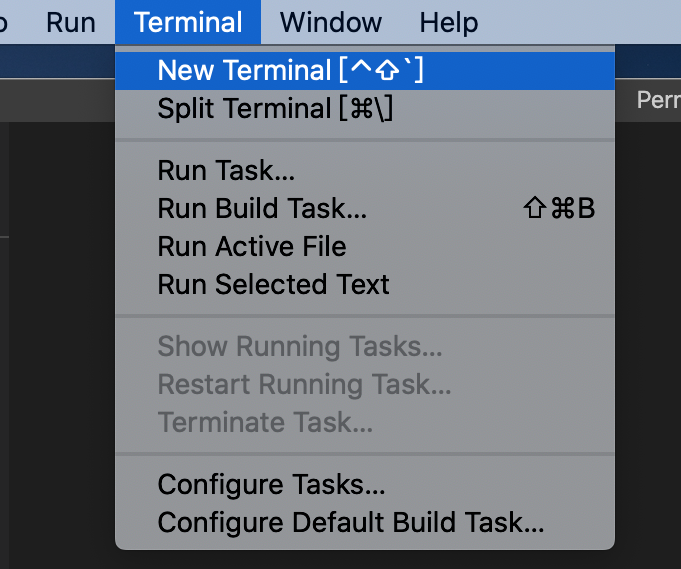 Run Terminal Window Help
New Terminal [^⇧`]
Split Terminal [⌘\]
Run Task...
Run Build Task... ⇧⌘B
Run Active File
Run Selected Text
Show Running Tasks...
Restart Running Task...
Terminate Task...
Configure Tasks...
Configure Default Build Task...